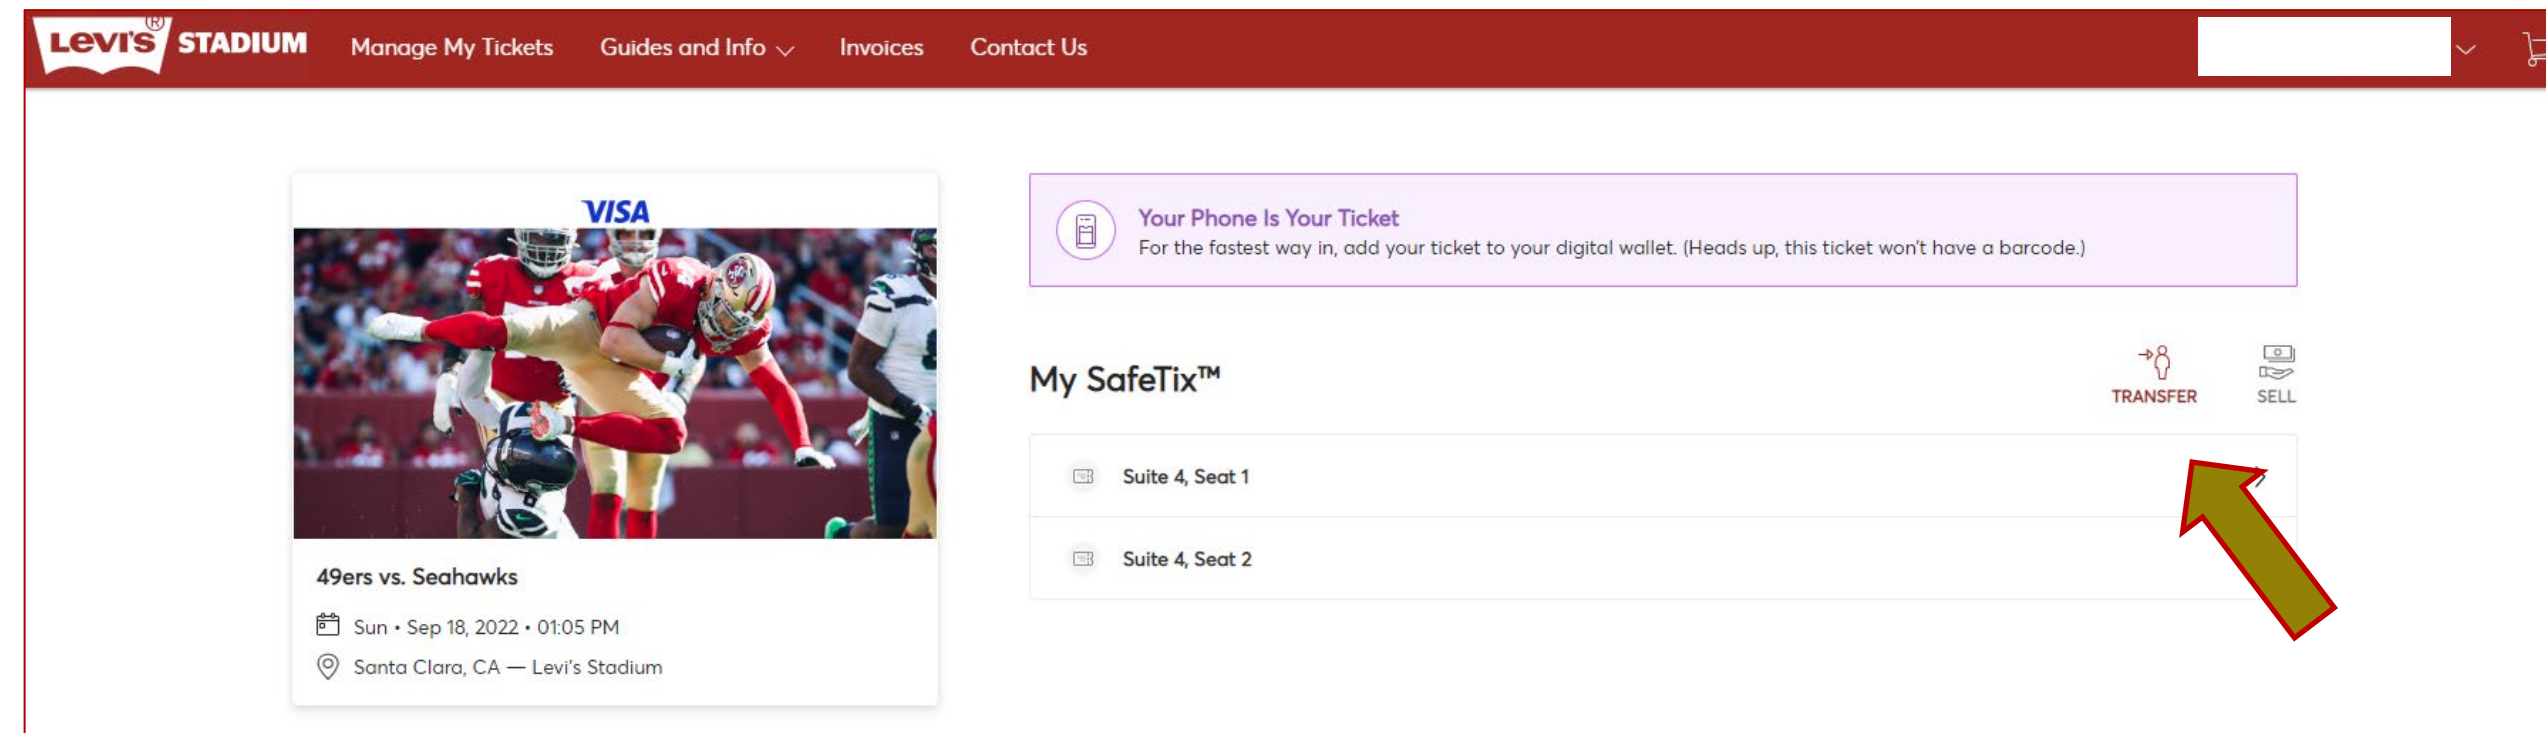 LEVI'S® STADIUM
Manage My Tickets
Guides and Info
Invoices
Contact Us
VISA
49ers vs. Seahawks
Sun • Sep 18, 2022 • 01:05 PM
Santa Clara, CA — Levi's Stadium
Your Phone Is Your Ticket
For the fastest way in, add your ticket to your digital wallet. (Heads up, this ticket won't have a barcode.)
My SafeTix™
TRANSFER
SELL
Suite 4, Seat 1
Suite 4, Seat 2